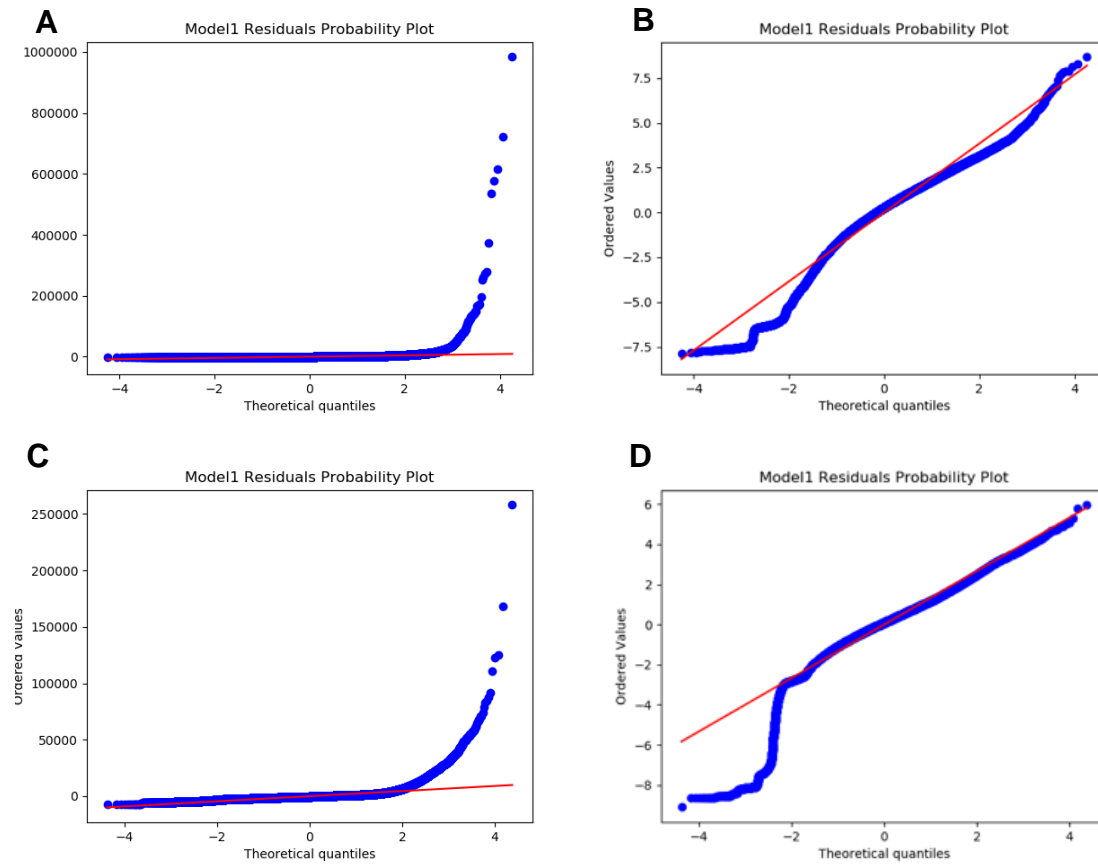 A
Model1 Residuals Probability Plot
1000000
800000
600000
400000
200000
0
−4 −2 0 2 4
Theoretical quantiles
B
Model1 Residuals Probability Plot
Ordered Values
7.5
5.0
2.5
0.0
−2.5
−5.0
−7.5
−4 −2 0 2 4
Theoretical quantiles
C
Model1 Residuals Probability Plot
Ordered Values
250000
200000
150000
100000
50000
0
−4 −2 0 2 4
Theoretical quantiles
D
Model1 Residuals Probability Plot
Ordered Values
6
4
2
0
−2
−4
−6
−8
−4 −2 0 2 4
Theoretical quantiles